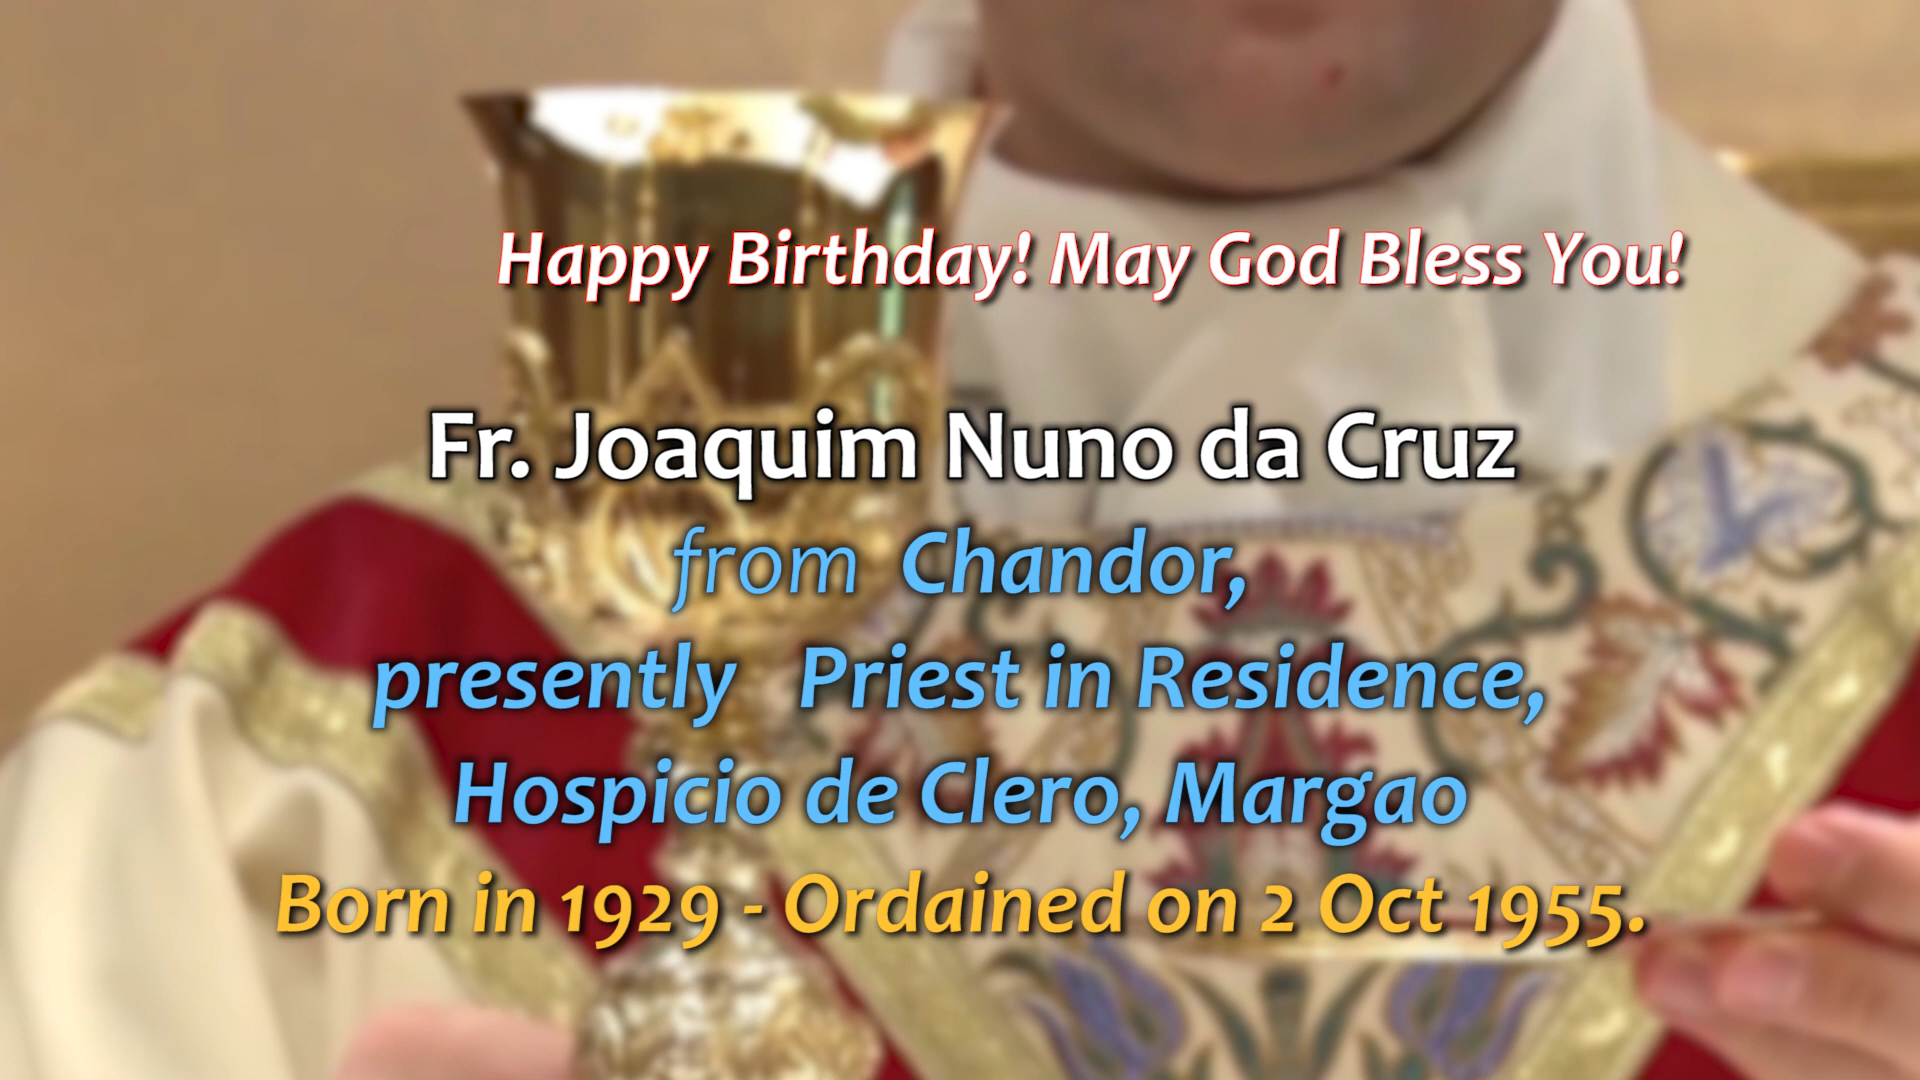 Happy Birthday! May God Bless You!
Fr. Joaquim Nuno da Cruz
from Chandor,
presently Priest in Residence,
Hospicio de Clero, Margao
Born in 1929 - Ordained on 2 Oct 1955.